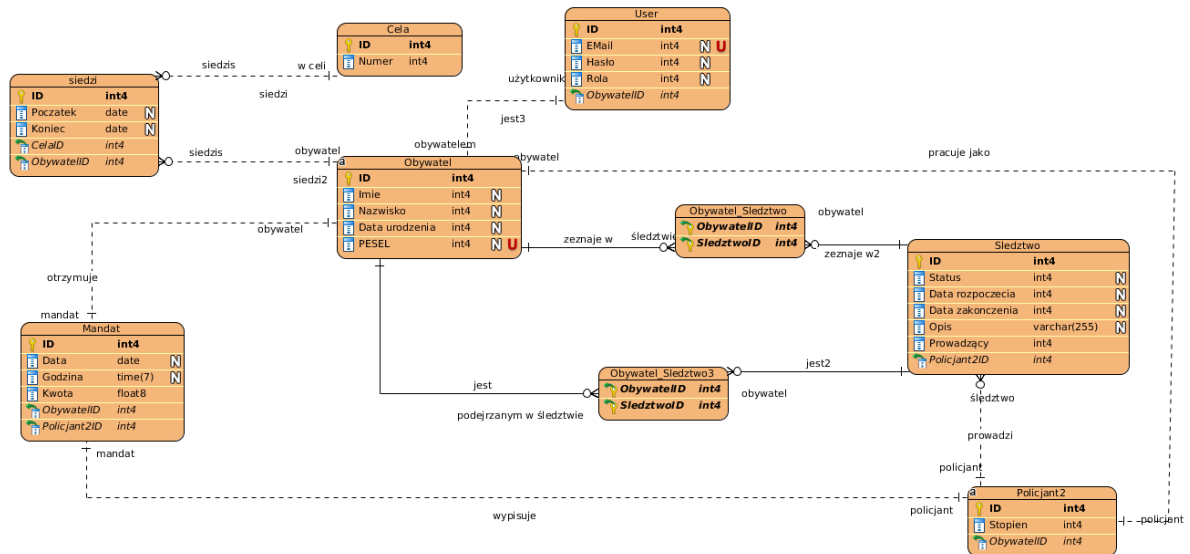 Cela
ID int4
Numer int4
User
ID int4
EMail int4 N U
Hasło int4 N
Rola int4 N
ObywatelID int4
siedzi
ID int4
Poczatek date N
Koniec date N
CelaID int4
ObywatelID int4
siedzis
w celi
siedzi
użytkownik
jest3
obywatelem
siedzis
obywatel
siedzi2
obywatel
pracuje jako
a
Obywatel
ID int4
Imie int4 N
Nazwisko int4 N
Data urodzenia int4 N
PESEL int4 N U
obywatel
otrzymuje
mandat
zeznaje w
śledztwie
Obywatel_Sledztwo
ObywatelID int4
SledztwoID int4
obywatel
zeznaje w2
Sledztwo
ID int4
Status int4 N
Data rozpoczecia int4 N
Data zakonczenia int4 N
Opis varchar(255) N
Prowadzący int4
Policjant2ID int4
Mandat
ID int4
Data date N
Godzina time(7) N
Kwota float8
ObywatelID int4
Policjant2ID int4
mandat
jest
podejrzanym w śledztwie
Obywatel_Sledztwo3
ObywatelID int4
SledztwoID int4
jest2
obywatel
śledztwo
prowadzi
policjant
wypisuje
policjant
a
Policjant2
ID int4
Stopien int4
ObywatelID int4
policjant